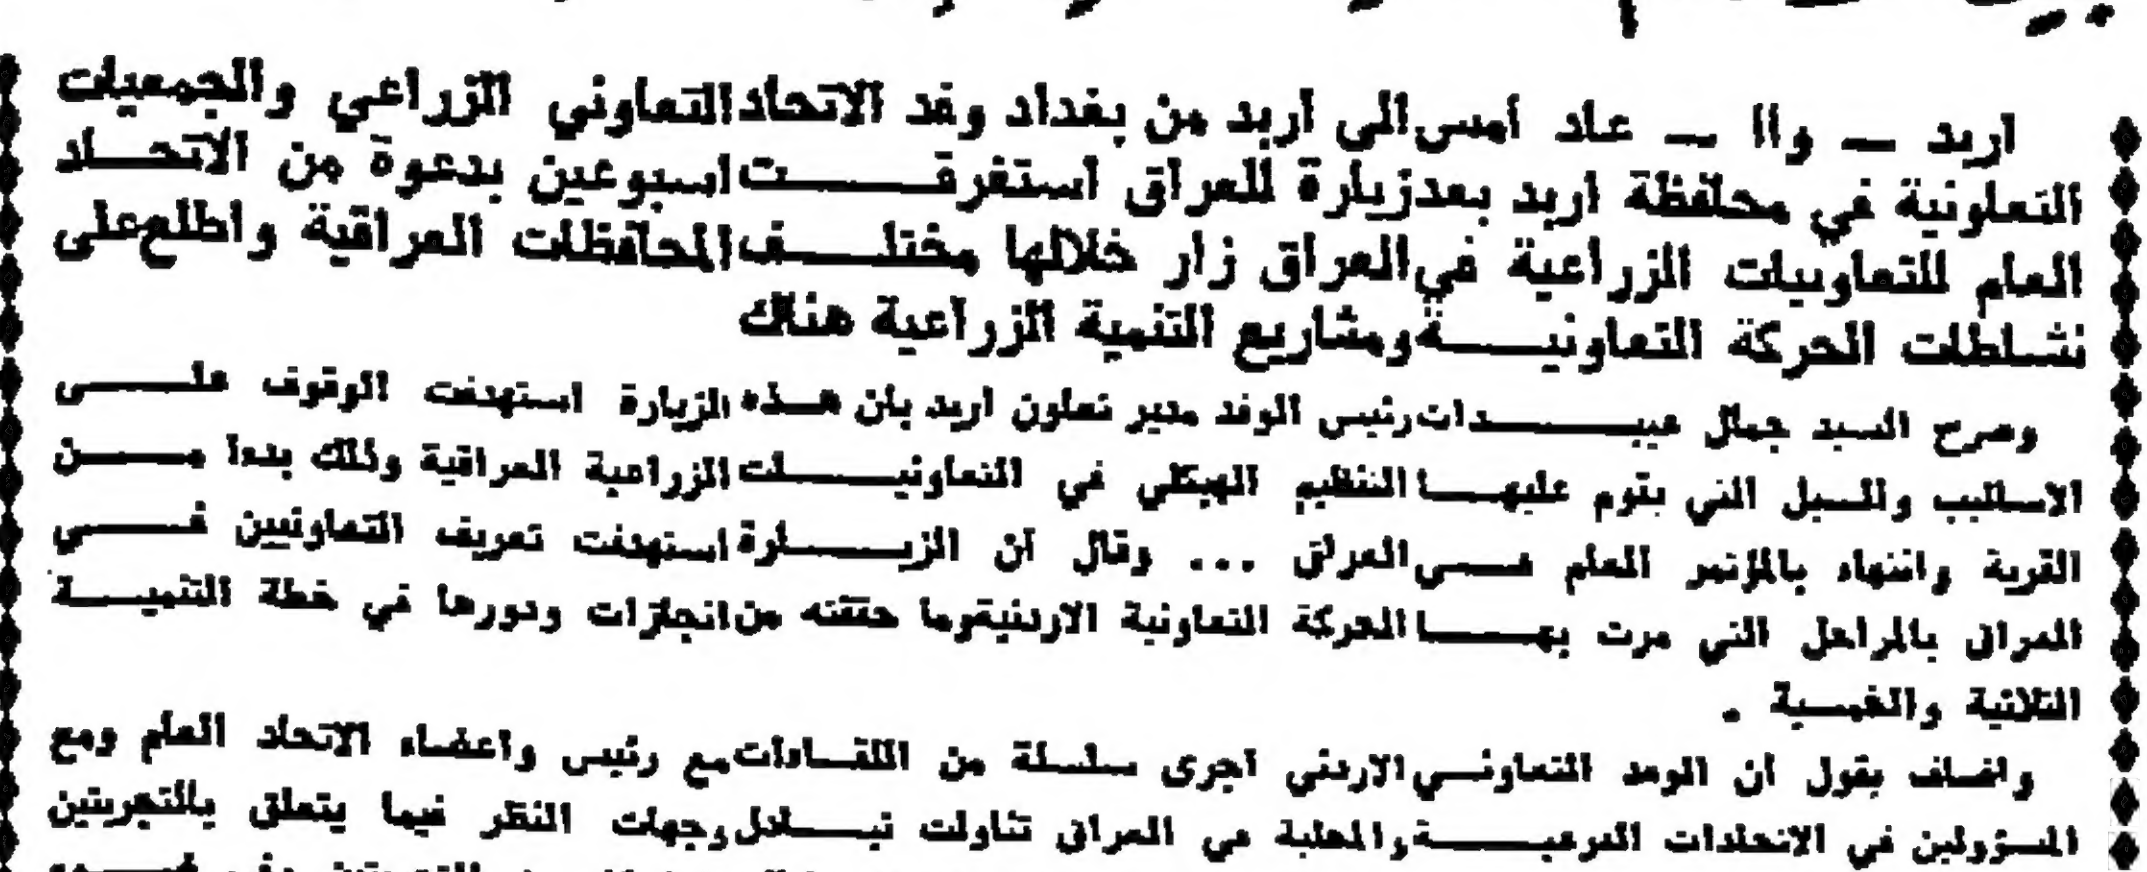 اربد — واا — عاد امس الى اربد من بغداد وفد الاتحاد التعاوني الزراعي والجمعيات
التعاونية في محافظة اربد بعد زيارة للعراق استغرقت اسبوعين بدعوة من الاتحاد
العام للتعاونيات الزراعية في العراق زار خلالها مختلف المحافظات العراقية واطلع على
نشاطات الحركة التعاونية ومشاريع التنمية الزراعية هناك
وصرح السيد جمال عبيدات رئيس الوفد مدير تعاون اربد بان هذه الزيارة استهدفت الوقوف على
الاساليب والسبل التي يقوم عليها التنظيم الهيكلي في التعاونيات الزراعية العراقية وذلك بدءا من
القرية وانتهاء بالمؤتمر العام في العراق ... وقال ان الزيارة استهدفت تعريف التعاونيين في
العراق بالمراحل التي مرت بها الحركة التعاونية الاردنية وما حققته من انجازات ودورها في خطة التنمية
الثلاثية والخمسية .
واضاف يقول ان الوفد التعاوني الاردني اجرى سلسلة من اللقاءات مع رئيس واعضاء الاتحاد العام ومع
المسؤولين في الاتحادات الفرعية والمحلية في العراق تناولت تبادل وجهات النظر فيما يتعلق بالتجربتين